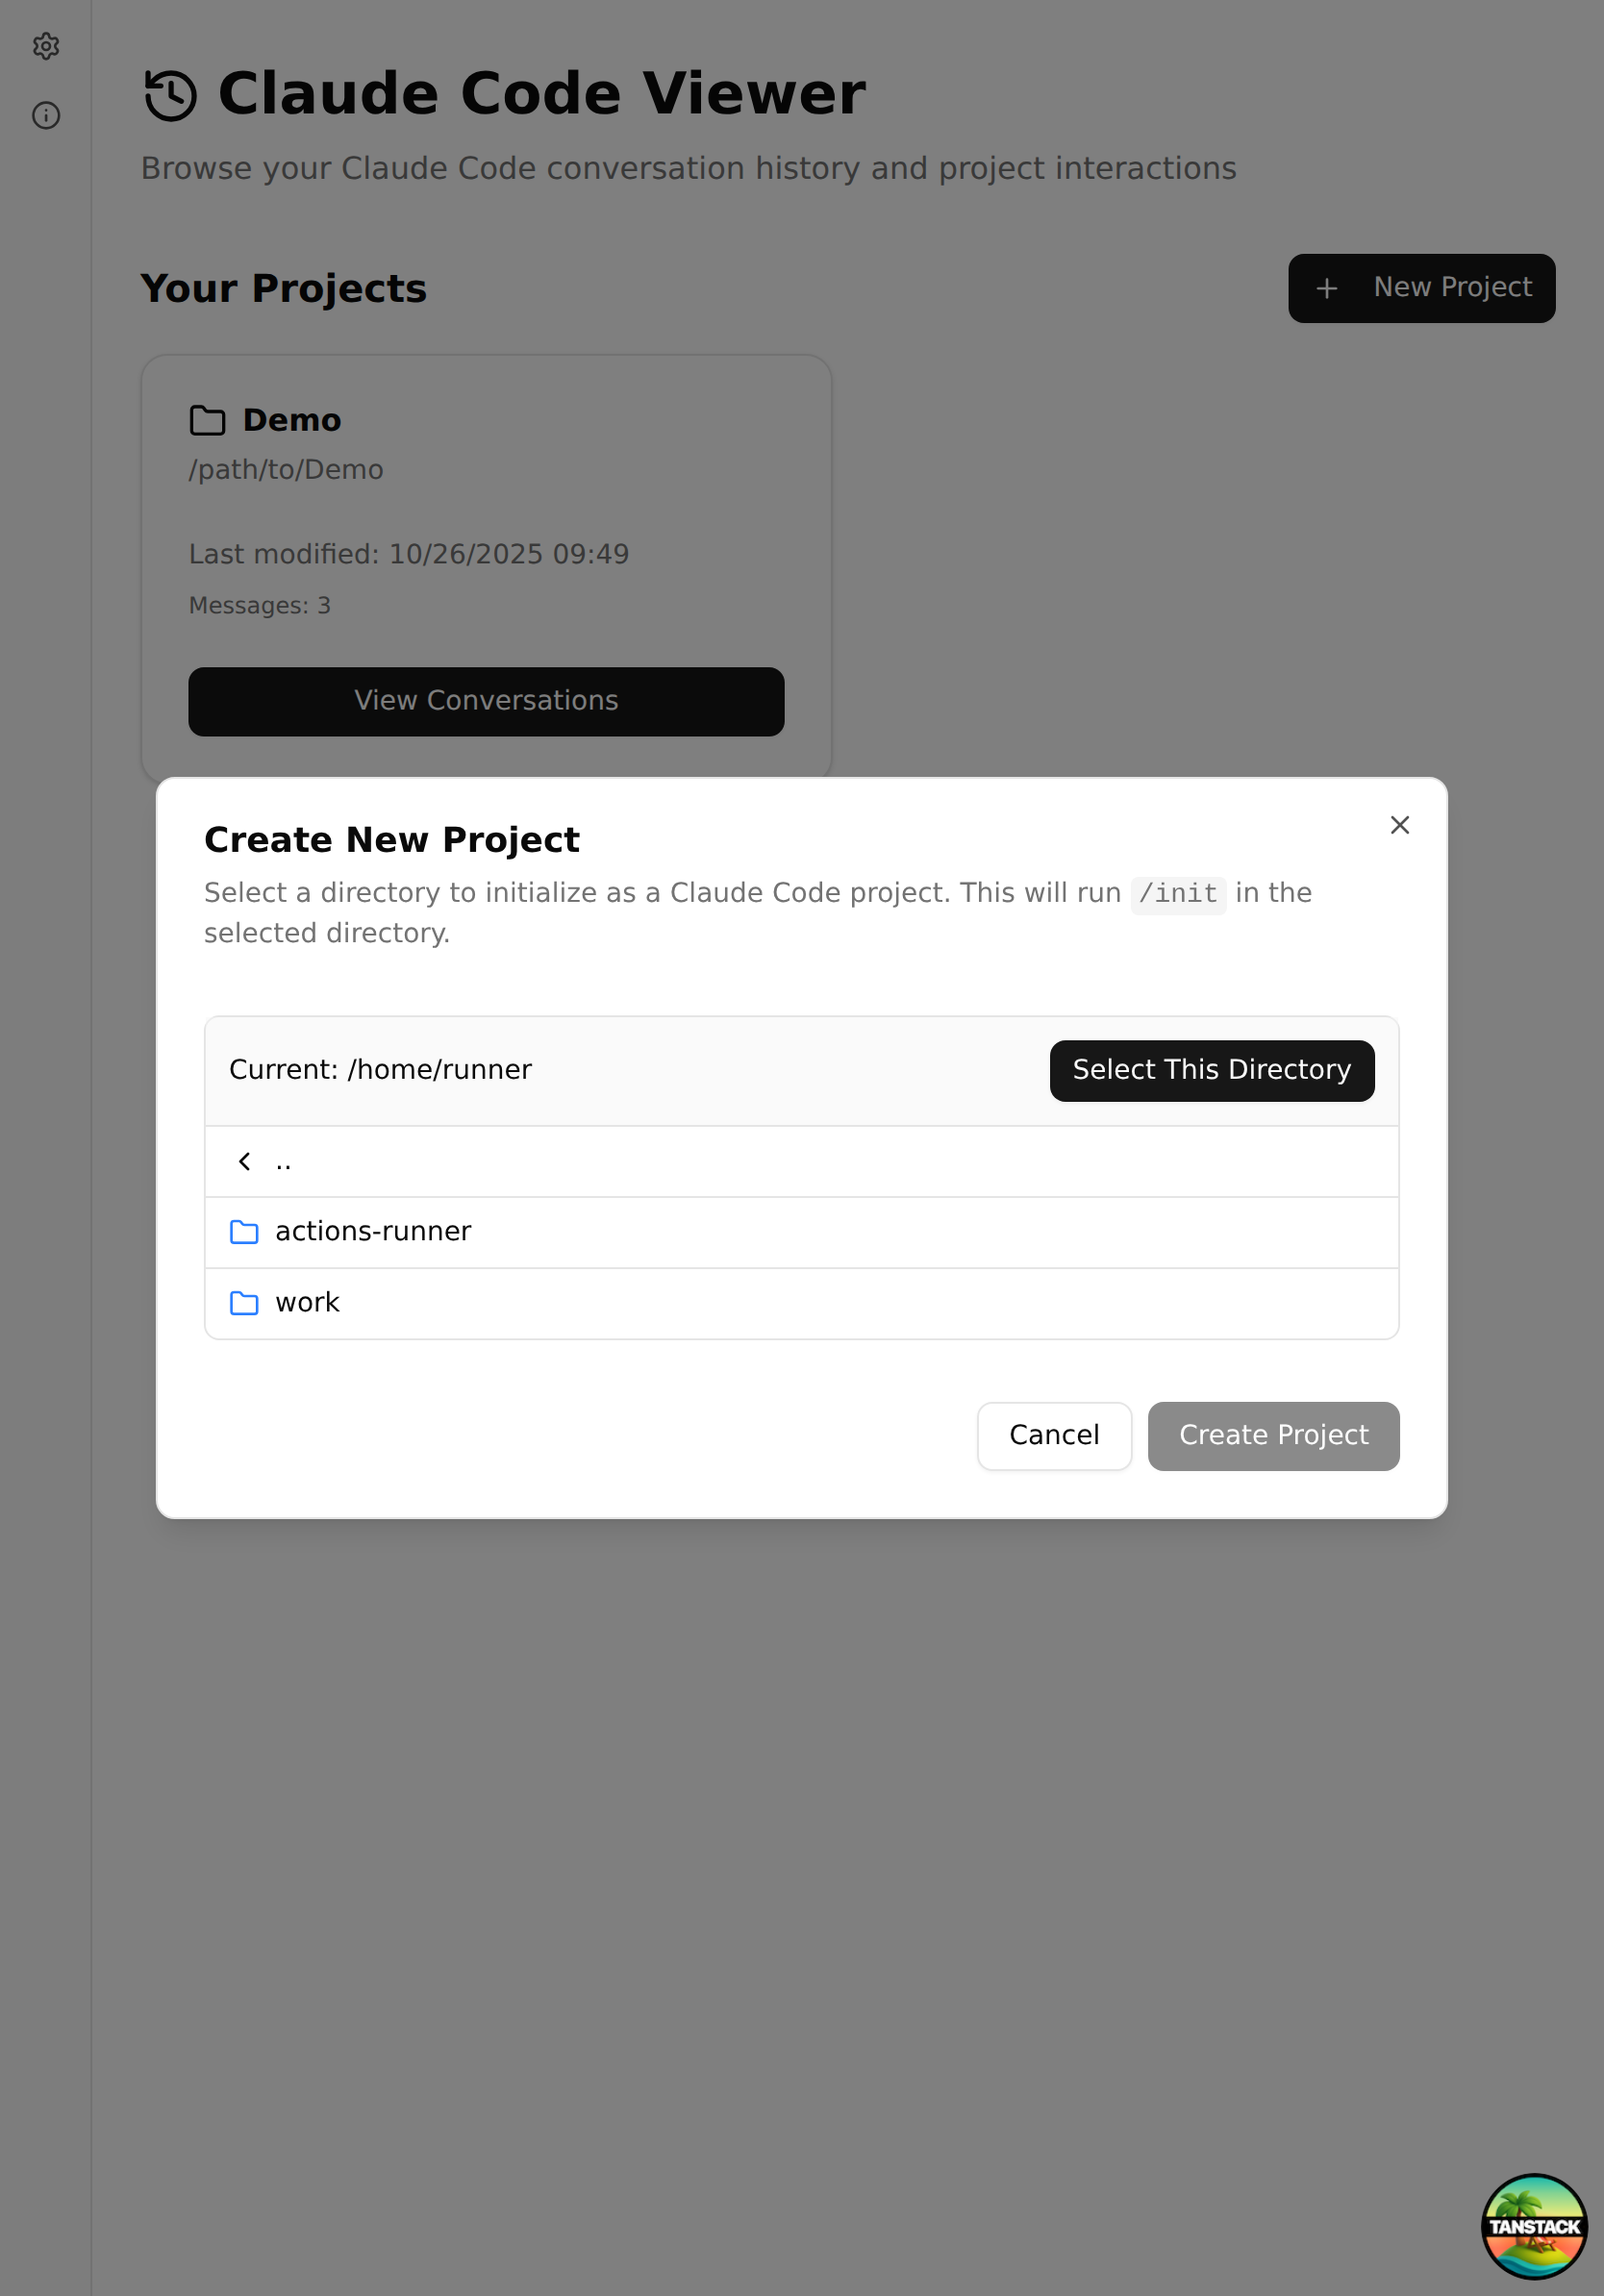 Claude Code Viewer
Browse your Claude Code conversation history and project interactions
Your Projects
New Project
Demo
/path/to/Demo
Last modified: 10/26/2025 09:49
Messages: 3
View Conversations
Create New Project
Select a directory to initialize as a Claude Code project. This will run /init in the
selected directory.
Current: /home/runner
Select This Directory
..
actions-runner
work
Cancel
Create Project
TANSTACK